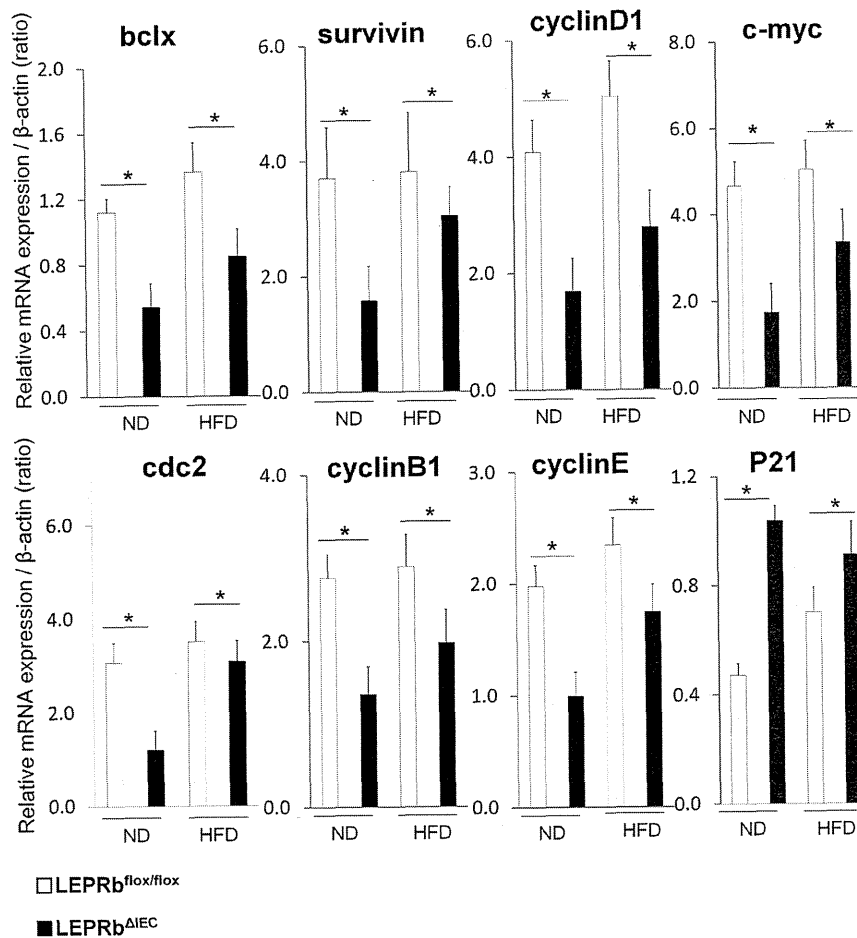 bclx
survivin
cyclinD1
c-myc
Relative mRNA expression / β-actin (ratio)
2.0
1.6
1.2
0.8
0.4
0.0
*
*
ND
HFD
6.0
4.0
2.0
0.0
*
*
ND
HFD
6.0
4.0
2.0
0.0
*
*
ND
HFD
8.0
6.0
4.0
2.0
0.0
*
*
ND
HFD
cdc2
cyclinB1
cyclinE
P21
Relative mRNA expression / β-actin (ratio)
6.0
4.0
2.0
0.0
*
*
ND
HFD
4.0
2.0
0.0
*
*
ND
HFD
3.0
2.0
1.0
0.0
*
*
ND
HFD
1.2
0.8
0.4
0.0
*
*
ND
HFD
LEPRb^flox/flox
LEPRb^ΔIEC